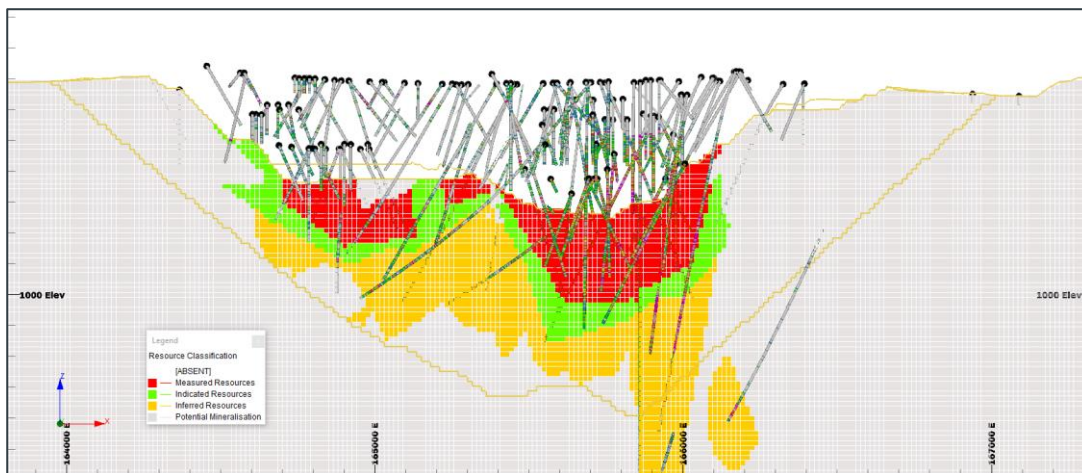 1000 Elev
1000 Elev
Legend
Resource Classification
[ABSENT]
Measured Resources
Indicated Resources
Inferred Resources
Potential Mineralisation
Z
X
164000 E
165000 E
166000 E
167000 E